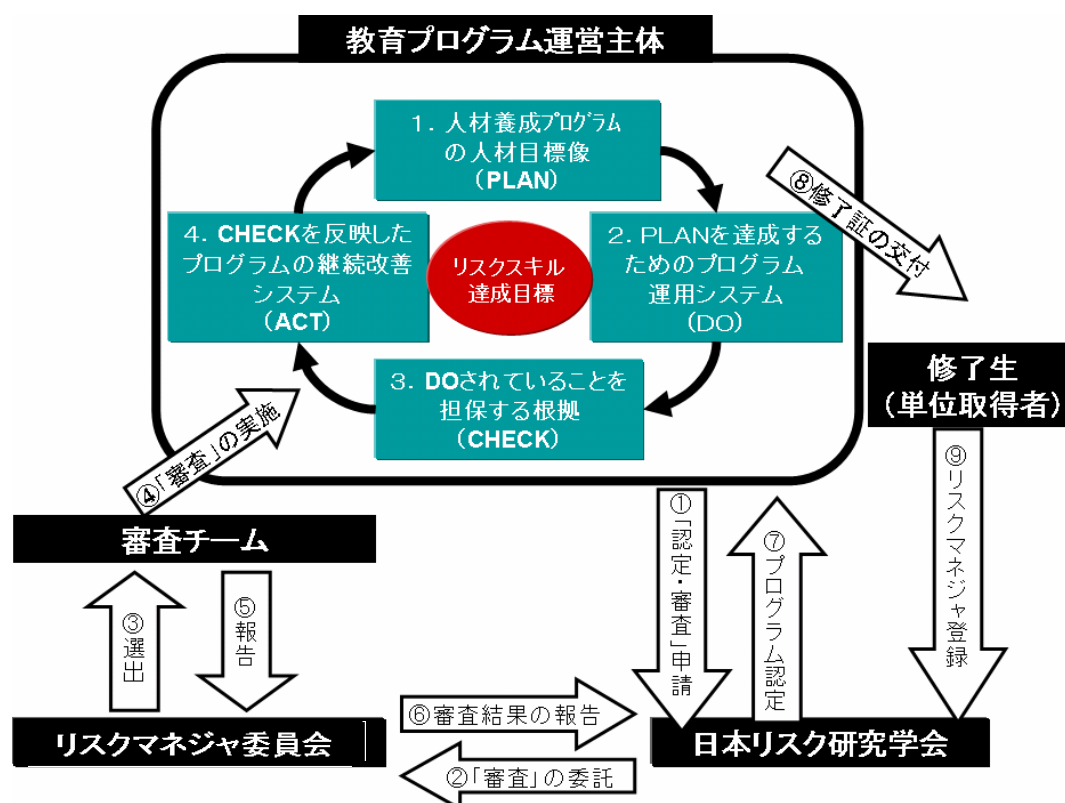 教育プログラム運営主体
1. 人材養成プログラム
の人材目標像
(PLAN)
2. PLANを達成する
ためのプログラム
運用システム
(DO)
3. DOされていることを
担保する根拠
(CHECK)
4. CHECKを反映した
プログラムの継続改善
システム
(ACT)
リスクスキル
達成目標
⑧修了証の交付
修了生
(単位取得者)
④「審査」の実施
審査チーム
③選出
⑤報告
①「認定・審査」申請
⑦プログラム認定
⑨リスクマネジャ登録
⑥審査結果の報告
②「審査」の委託
リスクマネジャ委員会
日本リスク研究学会